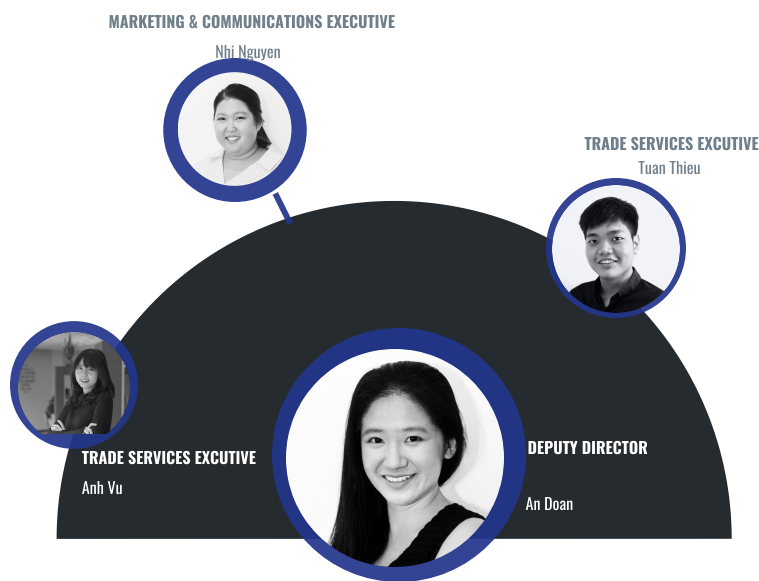 MARKETING & COMMUNICATIONS EXECUTIVE
Nhi Nguyen
TRADE SERVICES EXCUTIVE
Tuan Thieu
TRADE SERVICES EXCUTIVE
Anh Vu
DEPUTY DIRECTOR
An Doan